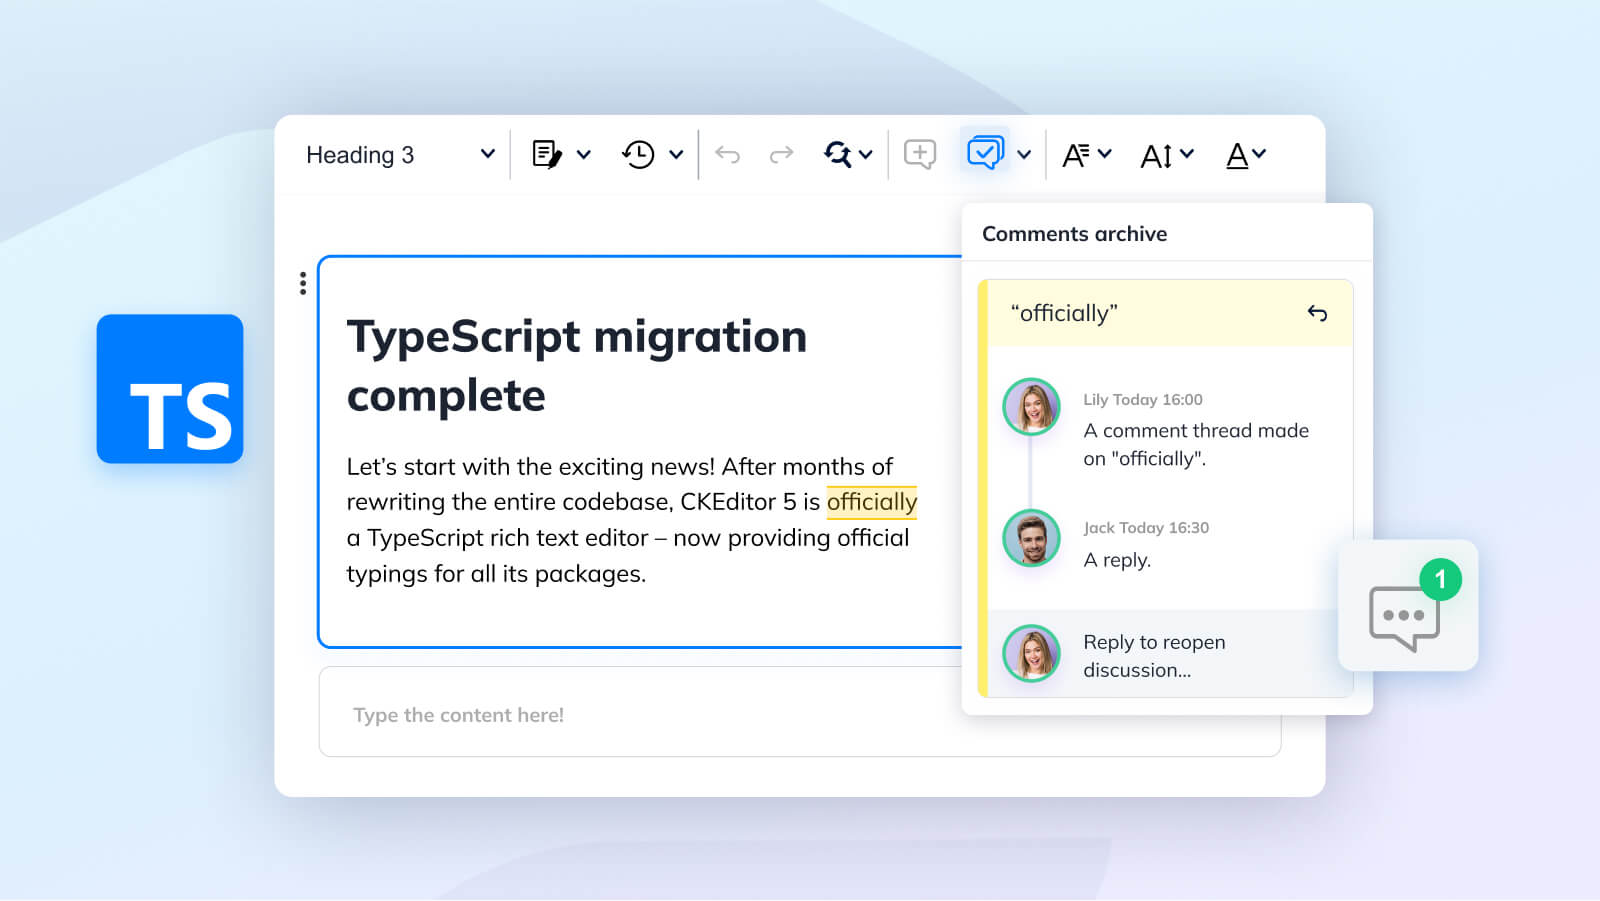 Heading 3
Comments archive
TS
TypeScript migration
complete
Let’s start with the exciting news! After months of
rewriting the entire codebase, CKEditor 5 is officially
a TypeScript rich text editor – now providing official
typings for all its packages.
Type the content here!
“officially”
Lily Today 16:00
A comment thread made
on "officially".
Jack Today 16:30
A reply.
Reply to reopen
discussion...
1